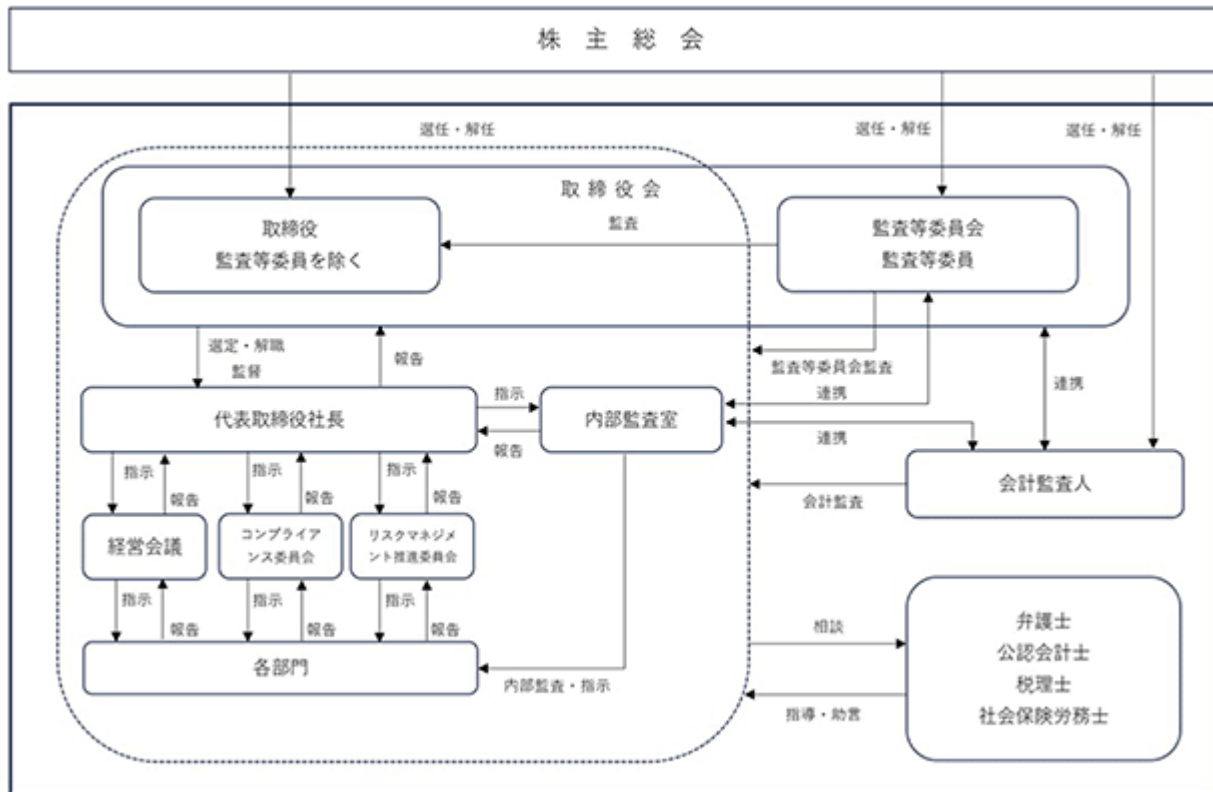 株主総会
選任・解任
選任・解任
選任・解任
取締役会
取締役
監査等委員を除く
監査
監査等委員会
監査等委員
選定・解職
監督
報告
監査等委員会監査
連携
連携
連携
代表取締役社長
指示
報告
内部監査室
会計監査人
会計監査
指示
報告
指示
報告
指示
報告
経営会議
コンプライア
ンス委員会
リスクマネジメ
ント推進委員会
指示
報告
指示
報告
指示
報告
各部門
内部監査・指示
相談
指導・助言
弁護士
公認会計士
税理士
社会保険労務士